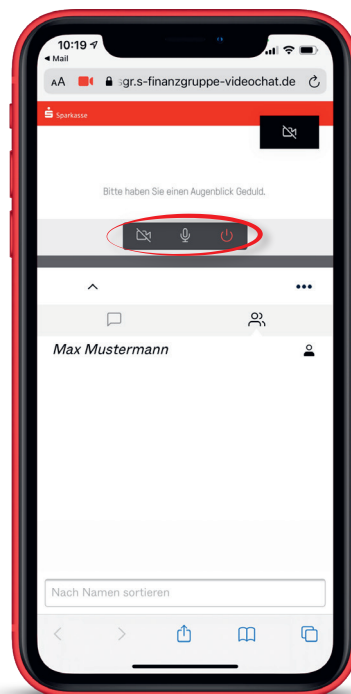 10:19
Mail
AA sgr.s-finanzgruppe-videochat.de
Sparkasse
Bitte haben Sie einen Augenblick Geduld.
Max Mustermann
Nach Namen sortieren